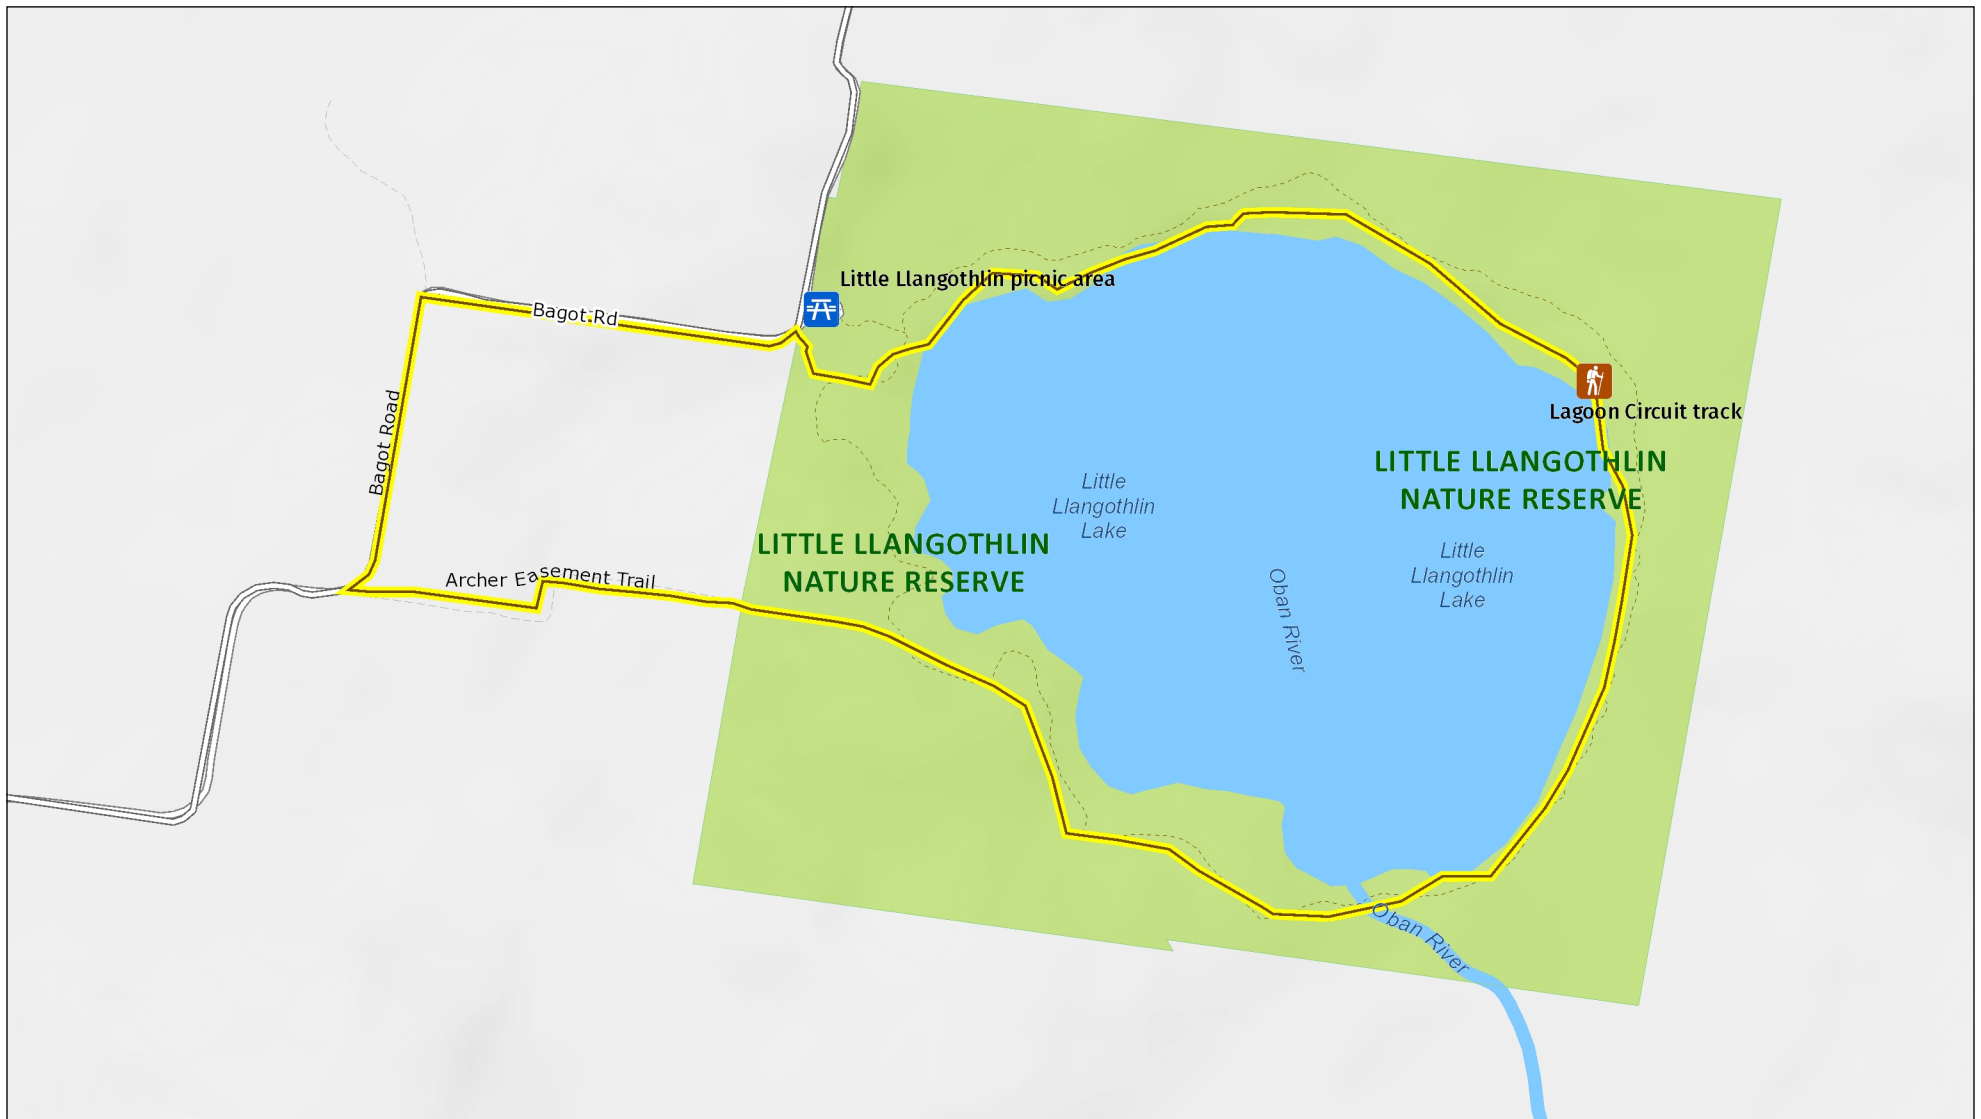 Little Llangothlin picnic area
Bagot Rd
Bagot Road
Lagoon Circuit track
LITTLE LLANGOTHLIN
NATURE RESERVE
Little
Llangothlin
Lake
LITTLE LLANGOTHLIN
NATURE RESERVE
Little
Llangothlin
Lake
Archer Easement Trail
Oban River
Oban River